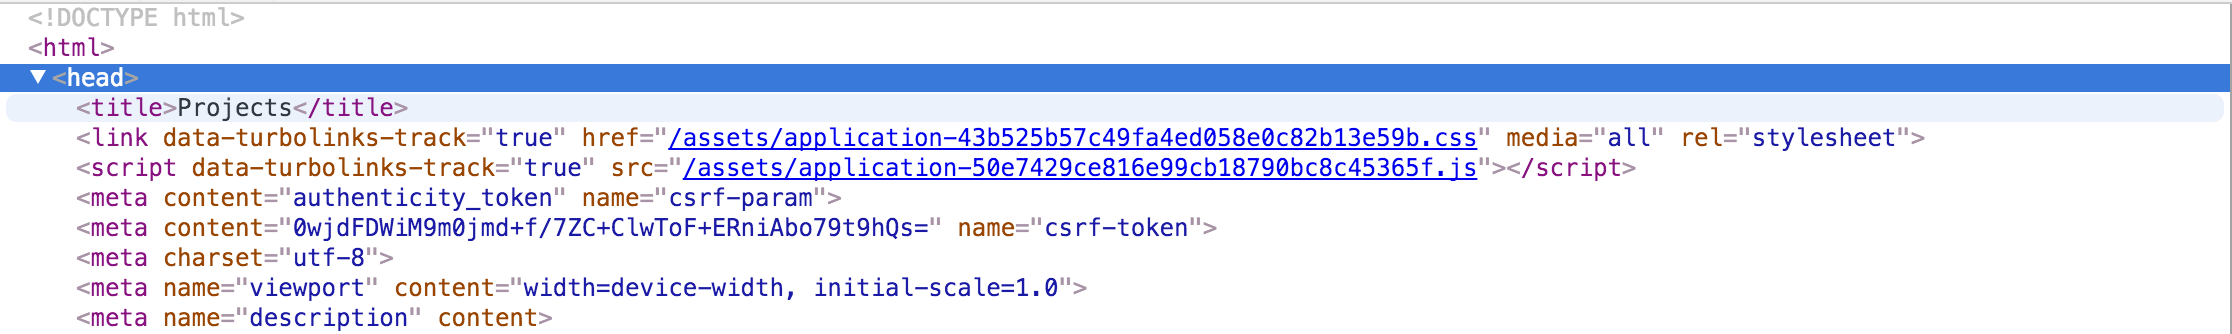 <!DOCTYPE html>
<html>
▼ <head>
<title>Projects</title>
<link data-turbolinks-track="true" href="/assets/application-43b525b57c49fa4ed058e0c82b13e59b.css" media="all" rel="stylesheet">
<script data-turbolinks-track="true" src="/assets/application-50e7429ce816e99cb18790bc8c45365f.js"></script>
<meta content="authenticity_token" name="csrf-param">
<meta content="0wjdFDWiM9m0jmd+f/7ZC+ClwToF+ERniAbo79t9hQs=" name="csrf-token">
<meta charset="utf-8">
<meta name="viewport" content="width=device-width, initial-scale=1.0">
<meta name="description" content>